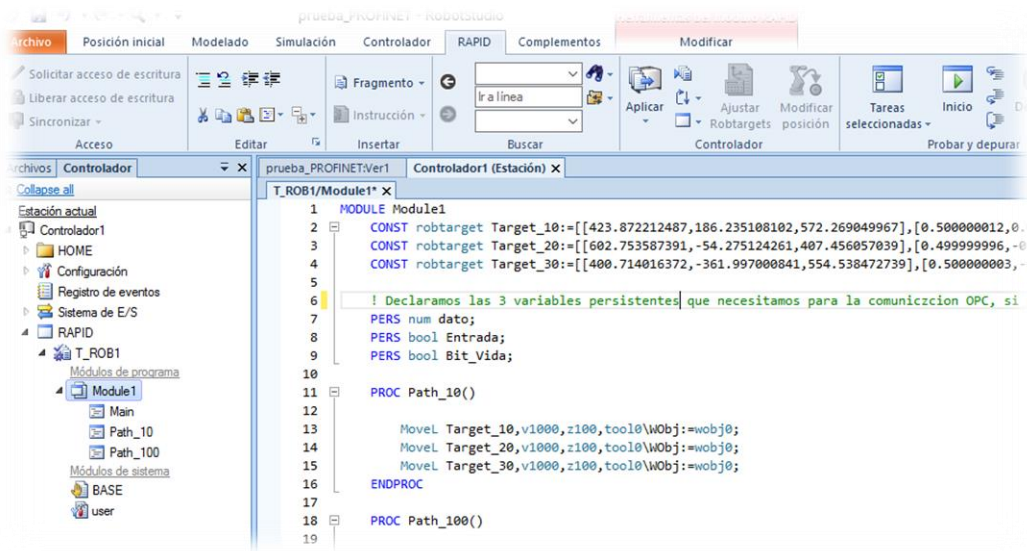 prueba_PROFINET - RobotStudio
Archivo Posición inicial Modelado Simulación Controlador RAPID Complementos Modificar
Solicitar acceso de escritura
Liberar acceso de escritura
Sincronizar
Acceso
Editar
Fragmento
Instrucción
Insertar
Ir a línea
Buscar
Aplicar
Ajustar Robtargets
Modificar posición
Controlador
Tareas seleccionadas
Inicio
Probar y depurar
Archivos Controlador
Collapse all
Estación actual
Controlador1
HOME
Configuración
Registro de eventos
Sistema de E/S
RAPID
T_ROB1
Módulos de programa
Module1
Main
Path_10
Path_100
Módulos de sistema
BASE
user
prueba_PROFINET:Ver1 Controlador1 (Estación) X
T_ROB1/Module1* X
1 MODULE Module1
2 CONST robtarget Target_10:=[[423.872212487,186.235108102,572.269049967],[0.500000012,0.
3 CONST robtarget Target_20:=[[602.753587391,-54.275124261,407.456057039],[0.499999996,-0
4 CONST robtarget Target_30:=[[400.714016372,-361.997000841,554.538472739],[0.500000003,-
5
6 ! Declaramos las 3 variables persistentes que necesitamos para la comuniczcion OPC, si
7 PERS num dato;
8 PERS bool Entrada;
9 PERS bool Bit_Vida;
10
11 PROC Path_10()
12
13 MoveL Target_10,v1000,z100,tool0\WObj:=wobj0;
14 MoveL Target_20,v1000,z100,tool0\WObj:=wobj0;
15 MoveL Target_30,v1000,z100,tool0\WObj:=wobj0;
16 ENDPROC
17
18 PROC Path_100()
19